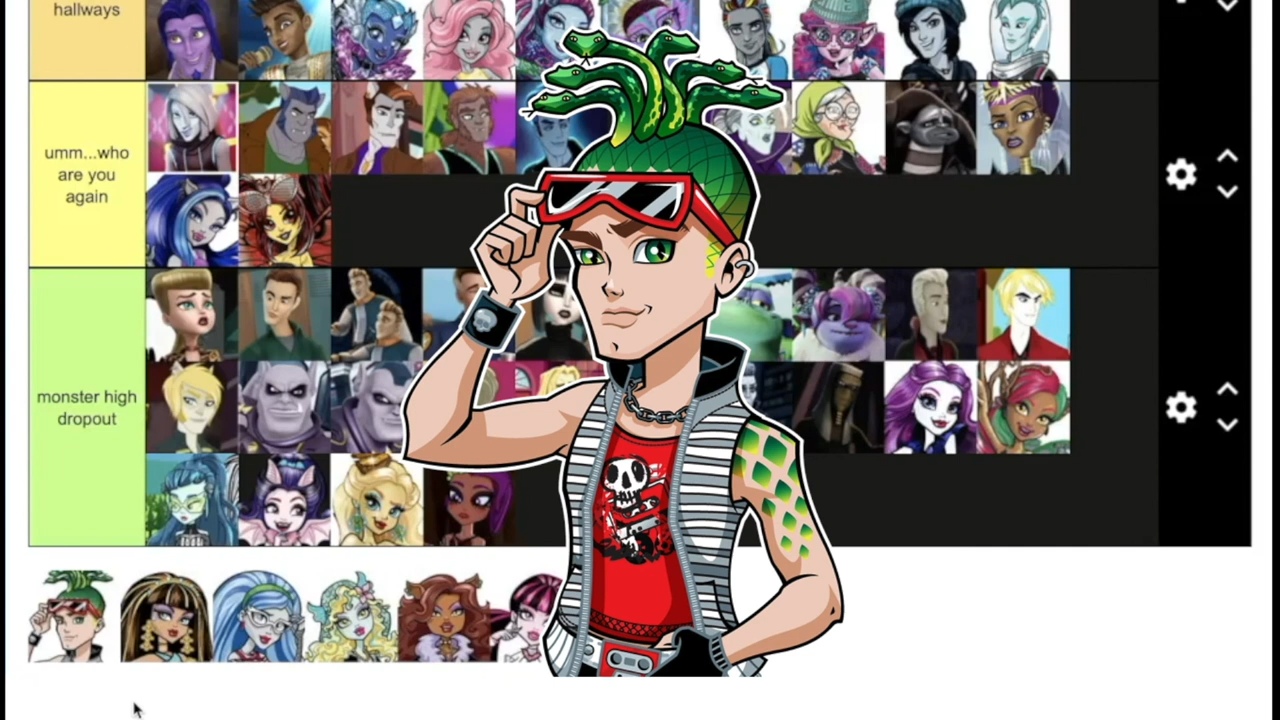 hallways
umm...who
are you
again
monster high
dropout